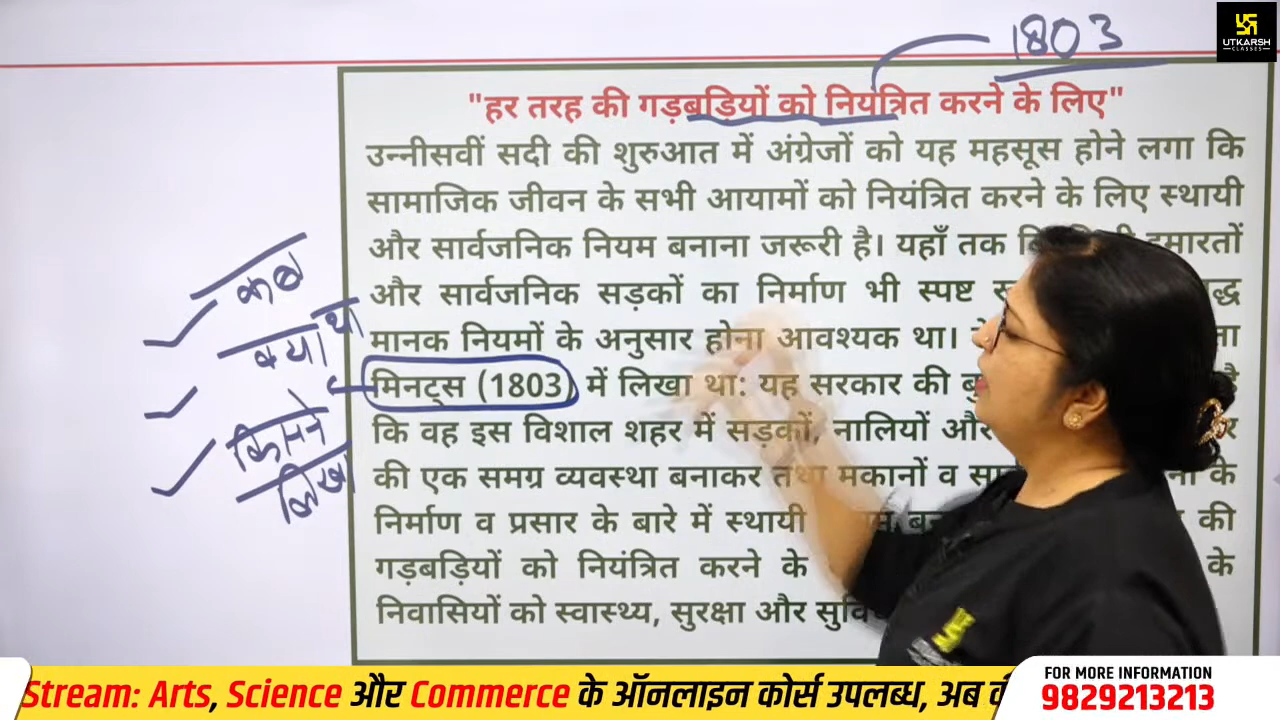 1803
UTKARSH
CLASSES
"हर तरह की गड़बड़ियों को नियंत्रित करने के लिए"
उन्नीसवीं सदी की शुरुआत में अंग्रेजों को यह महसूस होने लगा कि
सामाजिक जीवन के सभी आयामों को नियंत्रित करने के लिए स्थायी
और सार्वजनिक नियम बनाना जरूरी है। यहाँ तक इमारतों
और सार्वजनिक सड़कों का निर्माण भी स्पष्ट
मानक नियमों के अनुसार होना आवश्यक था।
मिनट्स (1803) में लिखा था: यह सरकार की
कि वह इस विशाल शहर में सड़कों, नालियों और
की एक समग्र व्यवस्था बनाकर तथा मकानों व के
निर्माण व प्रसार के बारे में स्थायी की
गड़बड़ियों को नियंत्रित करने के के
निवासियों को स्वास्थ्य, सुरक्षा और
कब
क्या था
किसने
लिखा
Stream: Arts, Science और Commerce के ऑनलाइन कोर्स उपलब्ध, अब
FOR MORE INFORMATION
9829213213